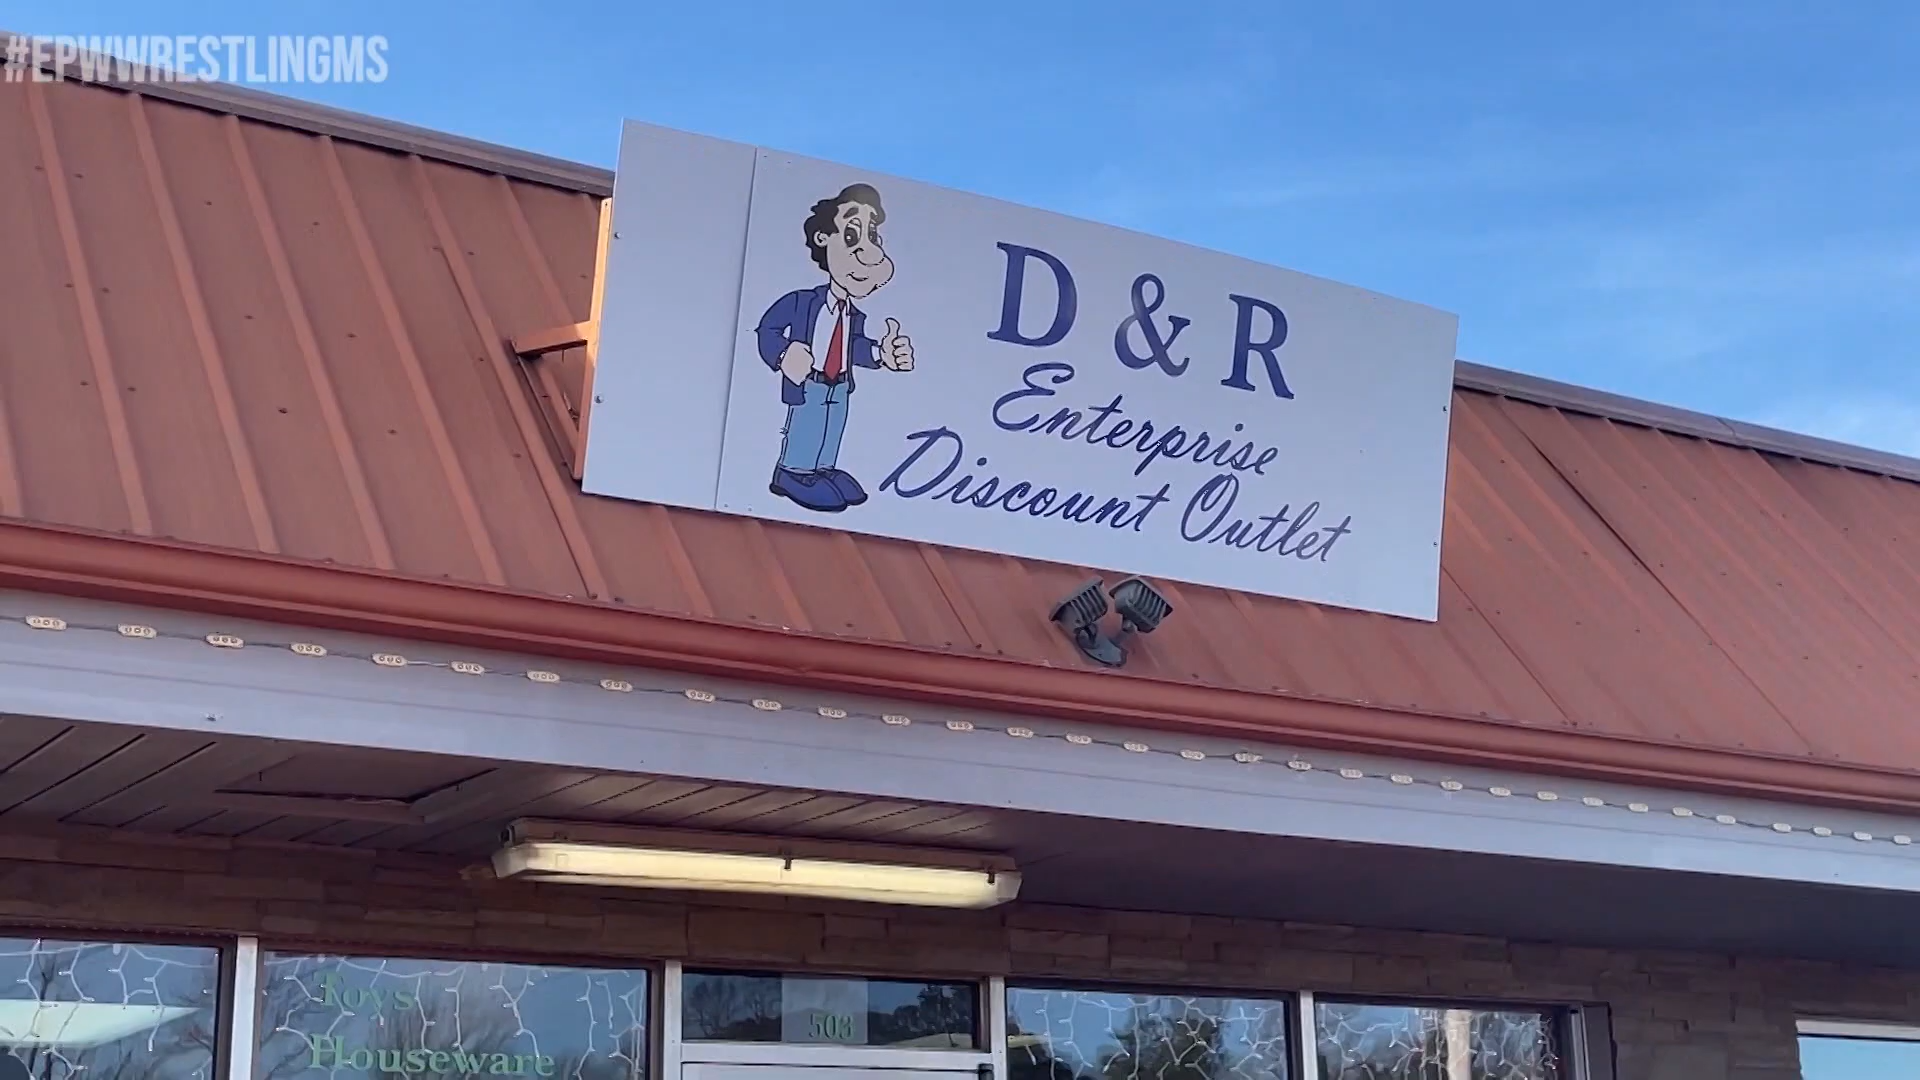 #EPWWRESTLINGMS
D & R
Enterprise
Discount Outlet
Toys
503
Houseware